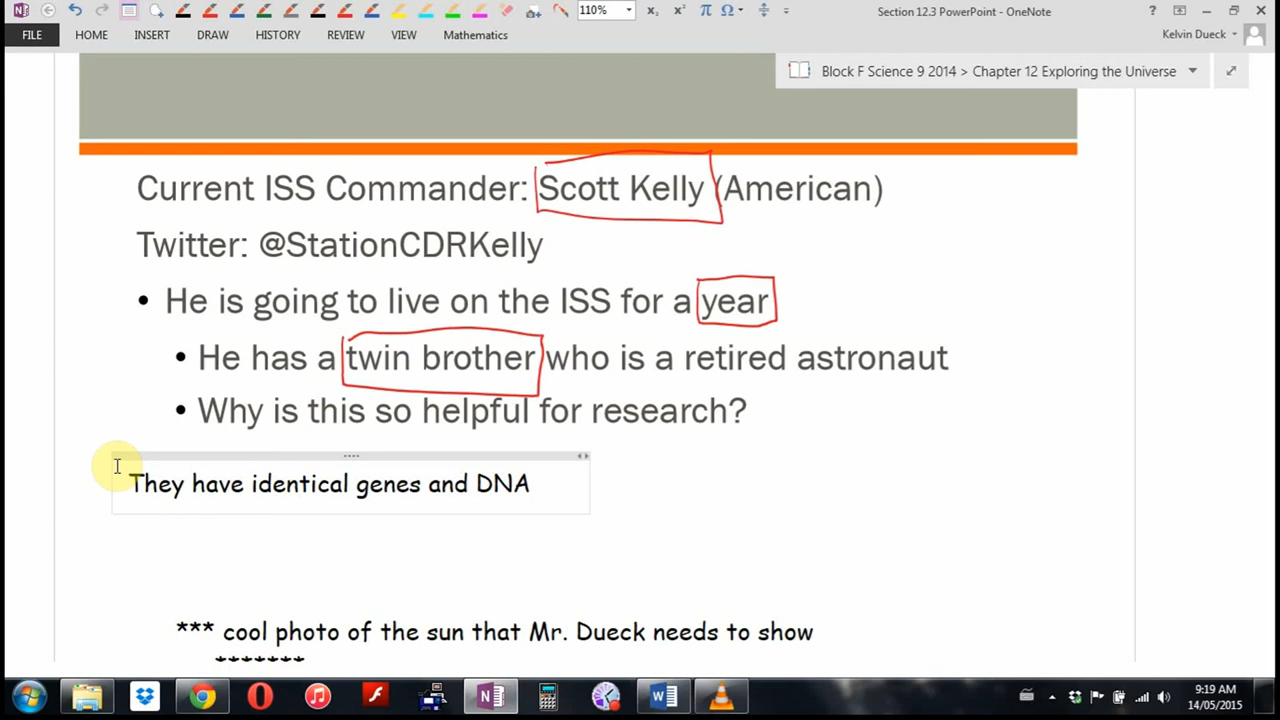 110%
Section 12.3 PowerPoint - OneNote
FILE HOME INSERT DRAW HISTORY REVIEW VIEW Mathematics
Kelvin Dueck
Block F Science 9 2014 > Chapter 12 Exploring the Universe
Current ISS Commander: Scott Kelly (American)
Twitter: @StationCDRKelly
• He is going to live on the ISS for a year
• He has a twin brother who is a retired astronaut
• Why is this so helpful for research?
They have identical genes and DNA
*** cool photo of the sun that Mr. Dueck needs to show
*******
9:19 AM
14/05/2015